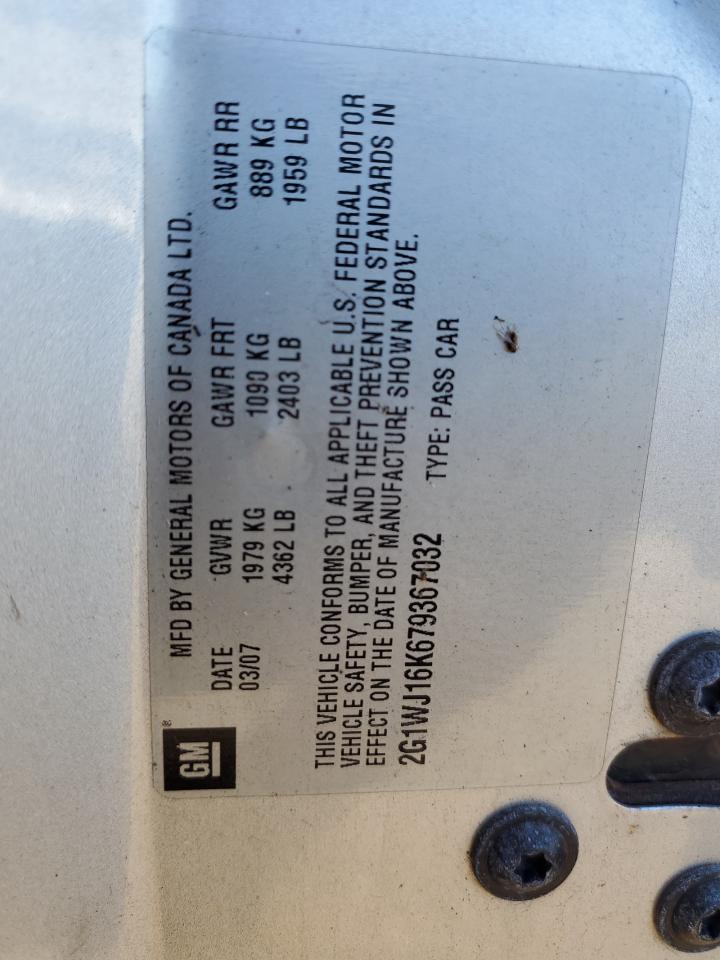 GM®
MFD BY GENERAL MOTORS OF CANADA LTD.
DATE GVWR GAWR FRT GAWR RR
03/07 1979 KG 1090 KG 889 KG
4362 LB 2403 LB 1959 LB
THIS VEHICLE CONFORMS TO ALL APPLICABLE U.S. FEDERAL MOTOR
VEHICLE SAFETY, BUMPER, AND THEFT PREVENTION STANDARDS IN
EFFECT ON THE DATE OF MANUFACTURE SHOWN ABOVE.
2G1WJ16K679367032 TYPE: PASS CAR